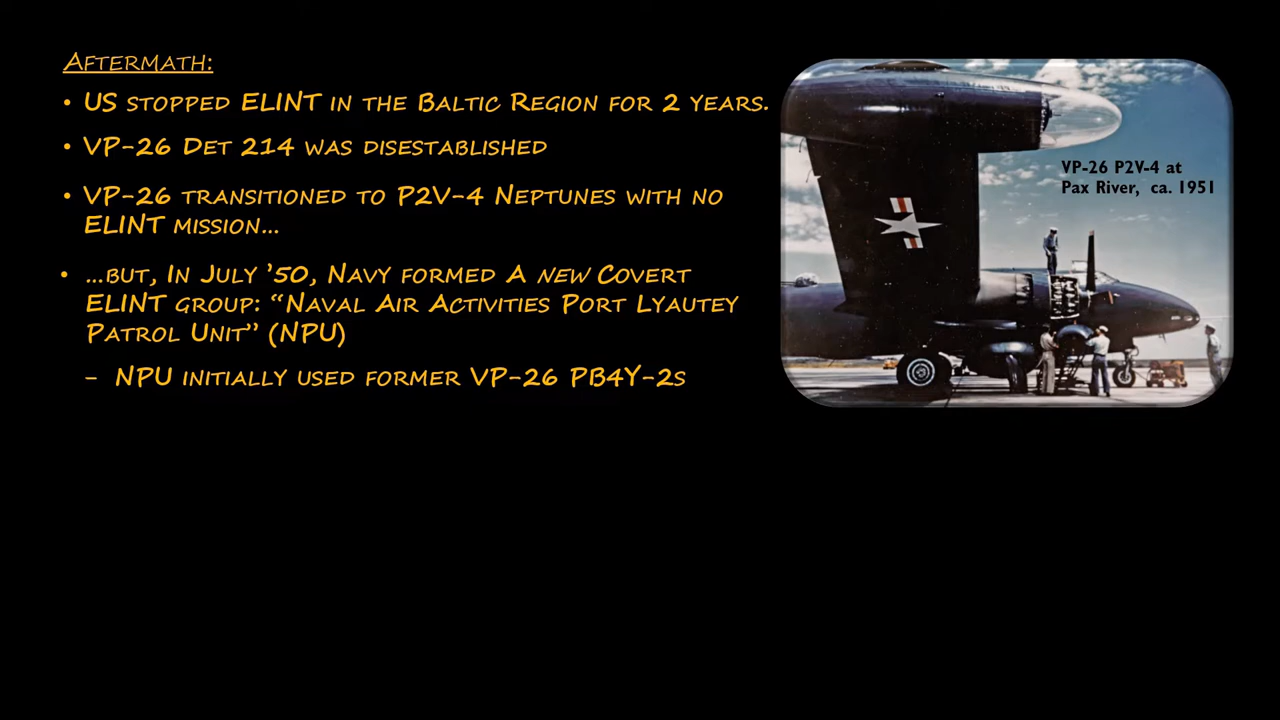 Aftermath:
• US stopped ELINT in the Baltic Region for 2 years.
• VP-26 Det 214 was disestablished
• VP-26 transitioned to P2V-4 Neptunes with no
ELINT mission...
• ...but, In July '50, Navy formed A new Covert
ELINT group: “Naval Air Activities Port Lyautey
Patrol Unit” (NPU)
– NPU initially used former VP-26 PB4Y-2s
VP-26 P2V-4 at
Pax River, ca. 1951